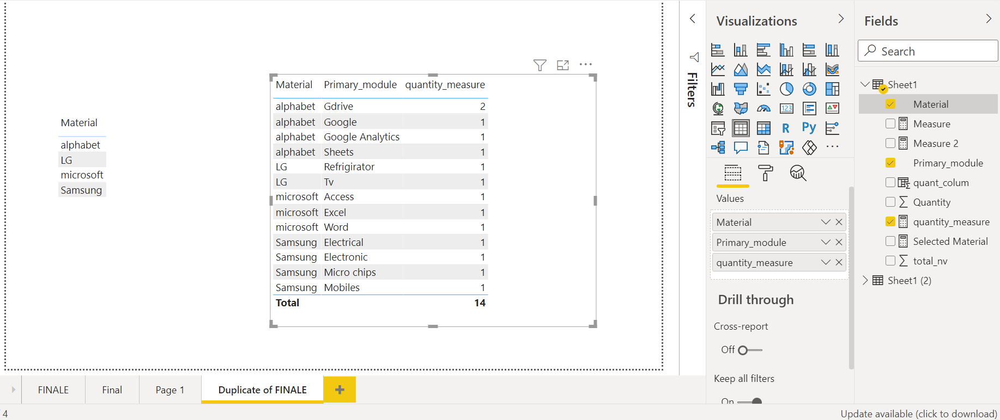 Material
alphabet
LG
microsoft
Samsung
Material Primary_module quantity_measure
alphabet Gdrive 2
alphabet Google 1
alphabet Google Analytics 1
alphabet Sheets 1
LG Refrigirator 1
LG Tv 1
microsoft Access 1
microsoft Excel 1
microsoft Word 1
Samsung Electrical 1
Samsung Electronic 1
Samsung Micro chips 1
Samsung Mobiles 1
Total 14
Filters
Visualizations
123
R
Py
Values
Material
Primary_module
quantity_measure
Drill through
Cross-report
Off
Keep all filters
On
Fields
Search
Sheet1
Material
Measure
Measure 2
Primary_module
quant_colum
Quantity
quantity_measure
Selected Material
total_nv
Sheet1 (2)
FINALE
Final
Page 1
Duplicate of FINALE
4
Update available (click to download)